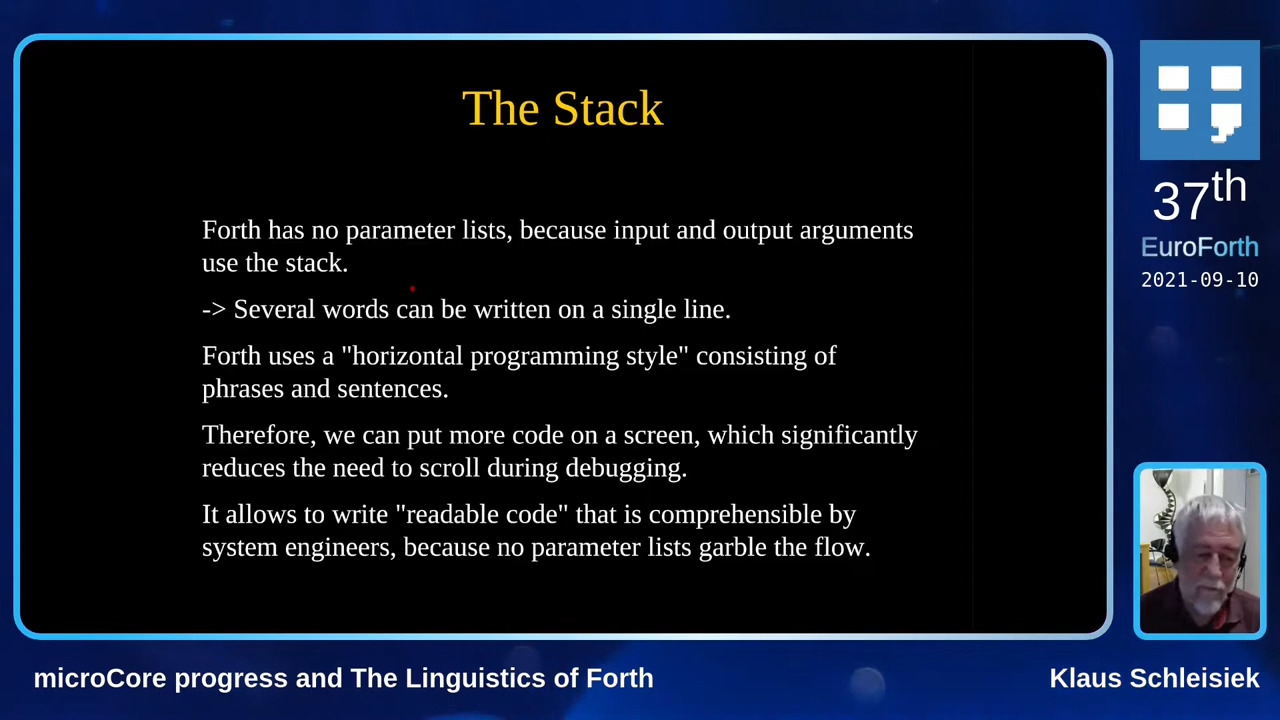 The Stack
Forth has no parameter lists, because input and output arguments
use the stack.
-> Several words can be written on a single line.
Forth uses a "horizontal programming style" consisting of
phrases and sentences.
Therefore, we can put more code on a screen, which significantly
reduces the need to scroll during debugging.
It allows to write "readable code" that is comprehensible by
system engineers, because no parameter lists garble the flow.
37th
EuroForth
2021-09-10
microCore progress and The Linguistics of Forth
Klaus Schleisiek